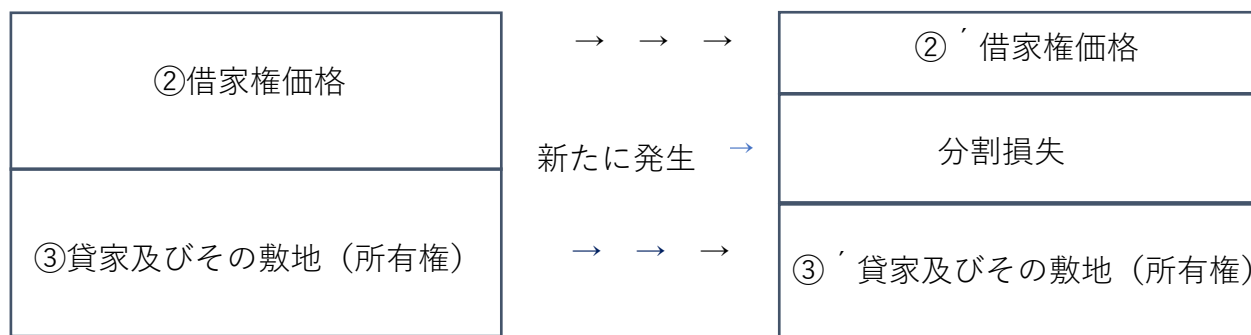 → → →
②´借家権価格
②借家権価格
新たに発生 →
分割損失
③貸家及びその敷地（所有権）
→ → →
③´貸家及びその敷地（所有権）